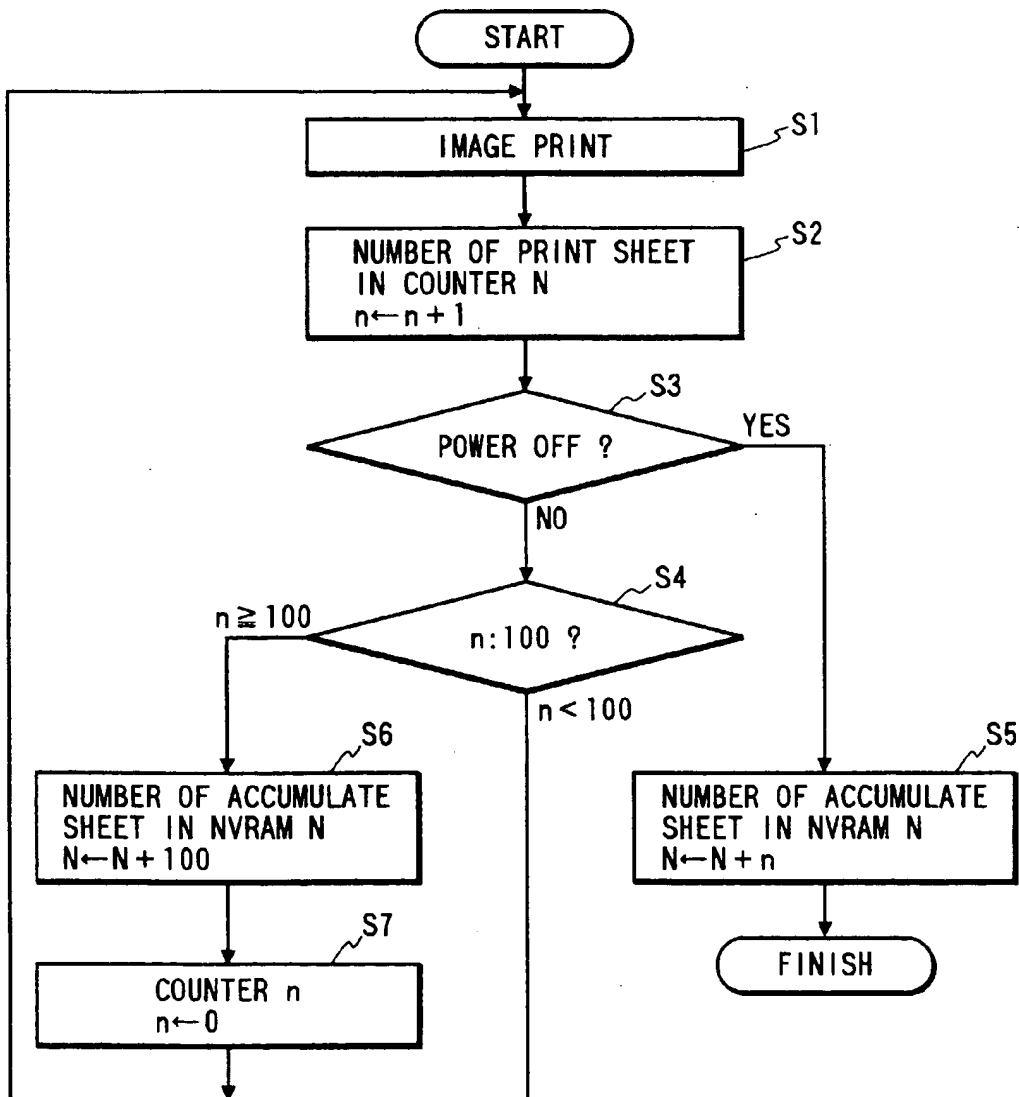 START
IMAGE PRINT
S1
NUMBER OF PRINT SHEET
IN COUNTER N
n←n+1
S2
POWER OFF ?
S3
YES
NO
n:100 ?
S4
n≧100
n<100
NUMBER OF ACCUMULATE
SHEET IN NVRAM N
N←N+100
S6
NUMBER OF ACCUMULATE
SHEET IN NVRAM N
N←N+n
S5
COUNTER n
n←0
S7
FINISH